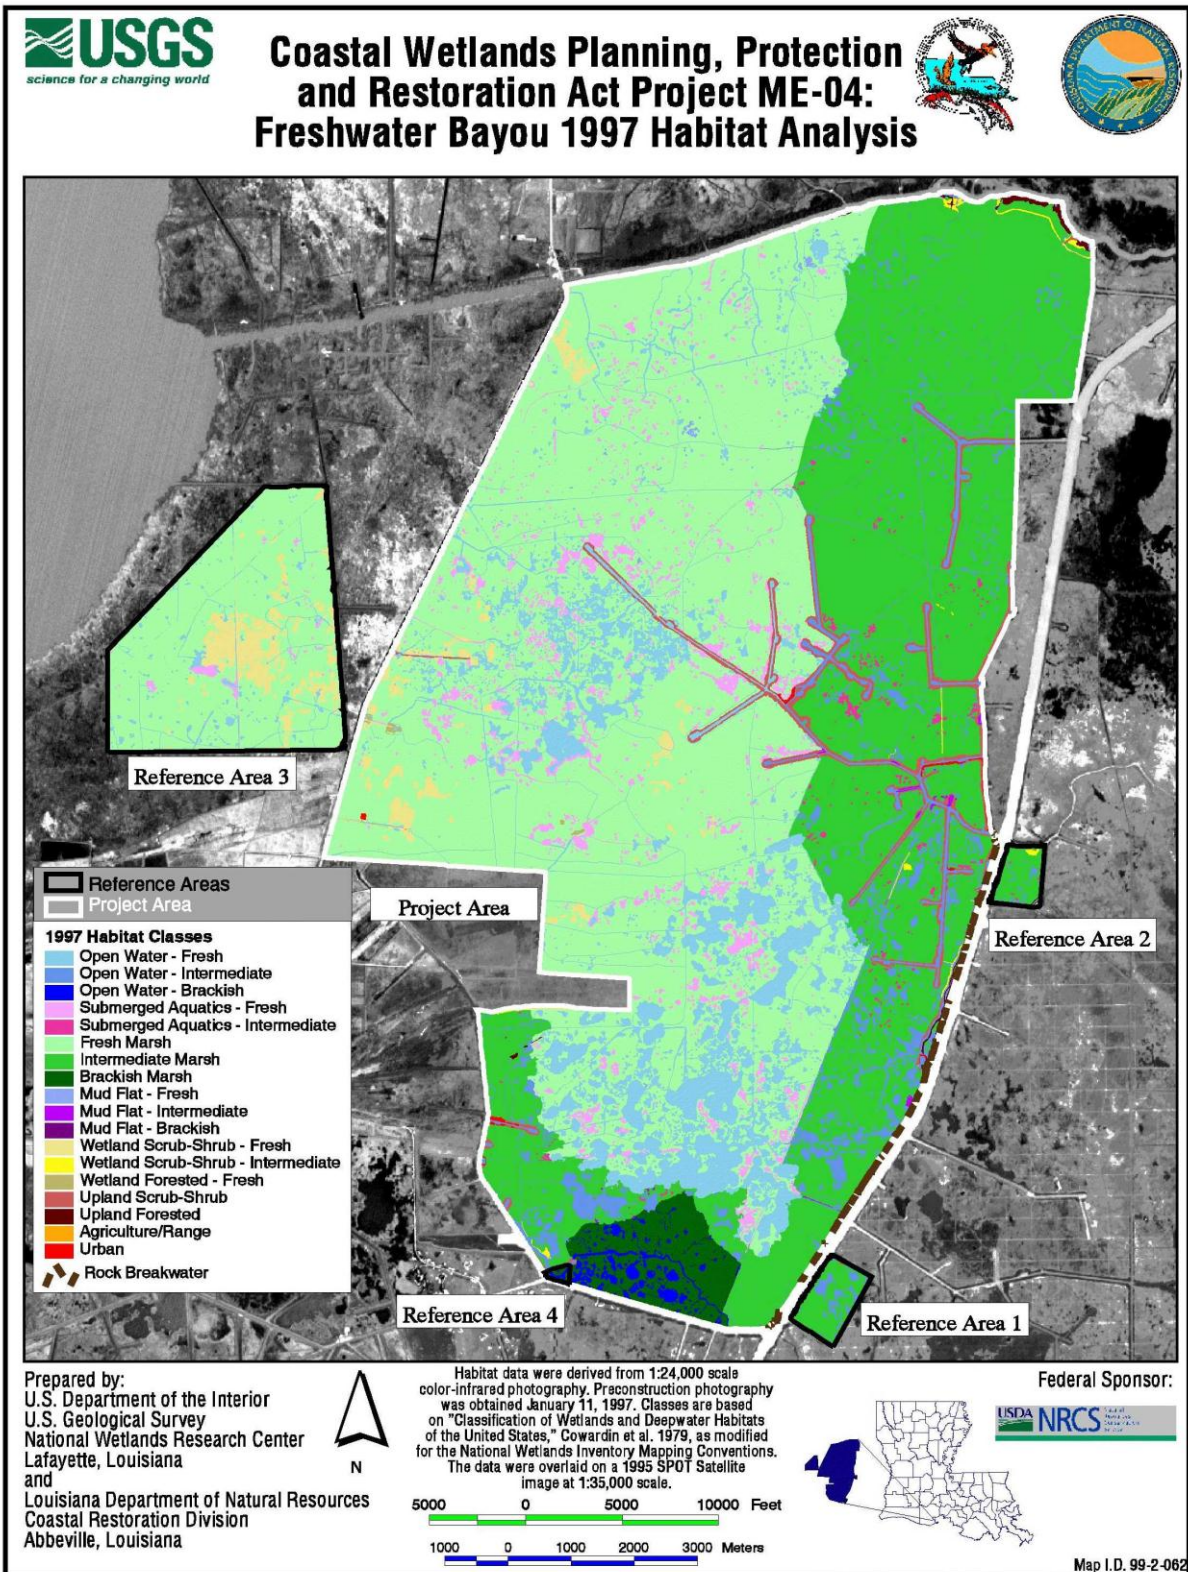 USGS
science for a changing world
Coastal Wetlands Planning, Protection
and Restoration Act Project ME-04:
Freshwater Bayou 1997 Habitat Analysis
LOUISIANA DEPARTMENT OF NATURAL RESOURCES
Reference Area 3
Reference Areas
Project Area
Project Area
Reference Area 2
1997 Habitat Classes
Open Water - Fresh
Open Water - Intermediate
Open Water - Brackish
Submerged Aquatics - Fresh
Submerged Aquatics - Intermediate
Fresh Marsh
Intermediate Marsh
Brackish Marsh
Mud Flat - Fresh
Mud Flat - Intermediate
Mud Flat - Brackish
Wetland Scrub-Shrub - Fresh
Wetland Scrub-Shrub - Intermediate
Wetland Forested - Fresh
Upland Scrub-Shrub
Upland Forested
Agriculture/Range
Urban
Rock Breakwater
Reference Area 4
Reference Area 1
Prepared by:
U.S. Department of the Interior
U.S. Geological Survey
National Wetlands Research Center
Lafayette, Louisiana
and
Louisiana Department of Natural Resources
Coastal Restoration Division
Abbeville, Louisiana
N
Habitat data were derived from 1:24,000 scale
color-infrared photography. Preconstruction photography
was obtained January 11, 1997. Classes are based
on "Classification of Wetlands and Deepwater Habitats
of the United States," Cowardin et al. 1979, as modified
for the National Wetlands Inventory Mapping Conventions.
The data were overlaid on a 1995 SPOT Satellite
image at 1:35,000 scale.
5000 0 5000 10000 Feet
1000 0 1000 2000 3000 Meters
Federal Sponsor:
USDA NRCS
Map I.D. 99-2-062